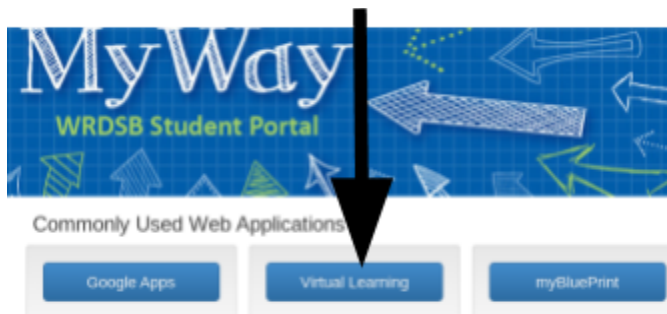 MyWay
WRDSB Student Portal
Commonly Used Web Applications
Google Apps
Virtual Learning
myBluePrint